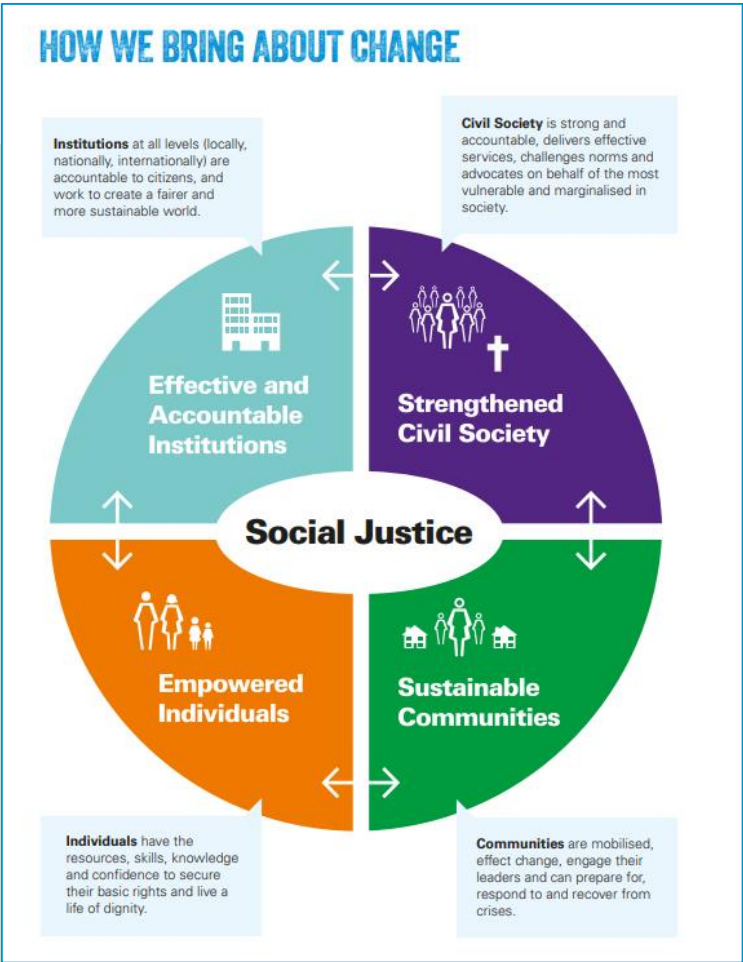 HOW WE BRING ABOUT CHANGE
Institutions at all levels (locally,
nationally, internationally) are
accountable to citizens, and
work to create a fairer and
more sustainable world.
Civil Society is strong and
accountable, delivers effective
services, challenges norms and
advocates on behalf of the most
vulnerable and marginalised in
society.
Effective and
Accountable
Institutions
Strengthened
Civil Society
Social Justice
Empowered
Individuals
Sustainable
Communities
Individuals have the
resources, skills, knowledge
and confidence to secure
their basic rights and live a
life of dignity.
Communities are mobilised,
effect change, engage their
leaders and can prepare for,
respond to and recover from
crises.